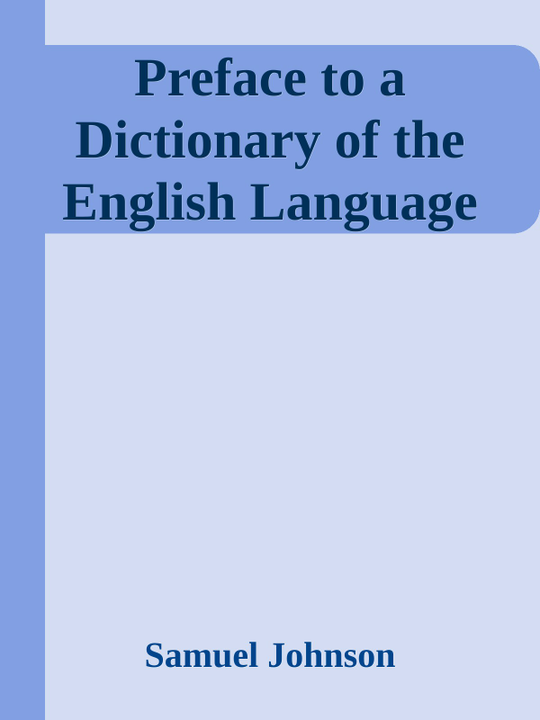 Preface to a
Dictionary of the
English Language
Samuel Johnson